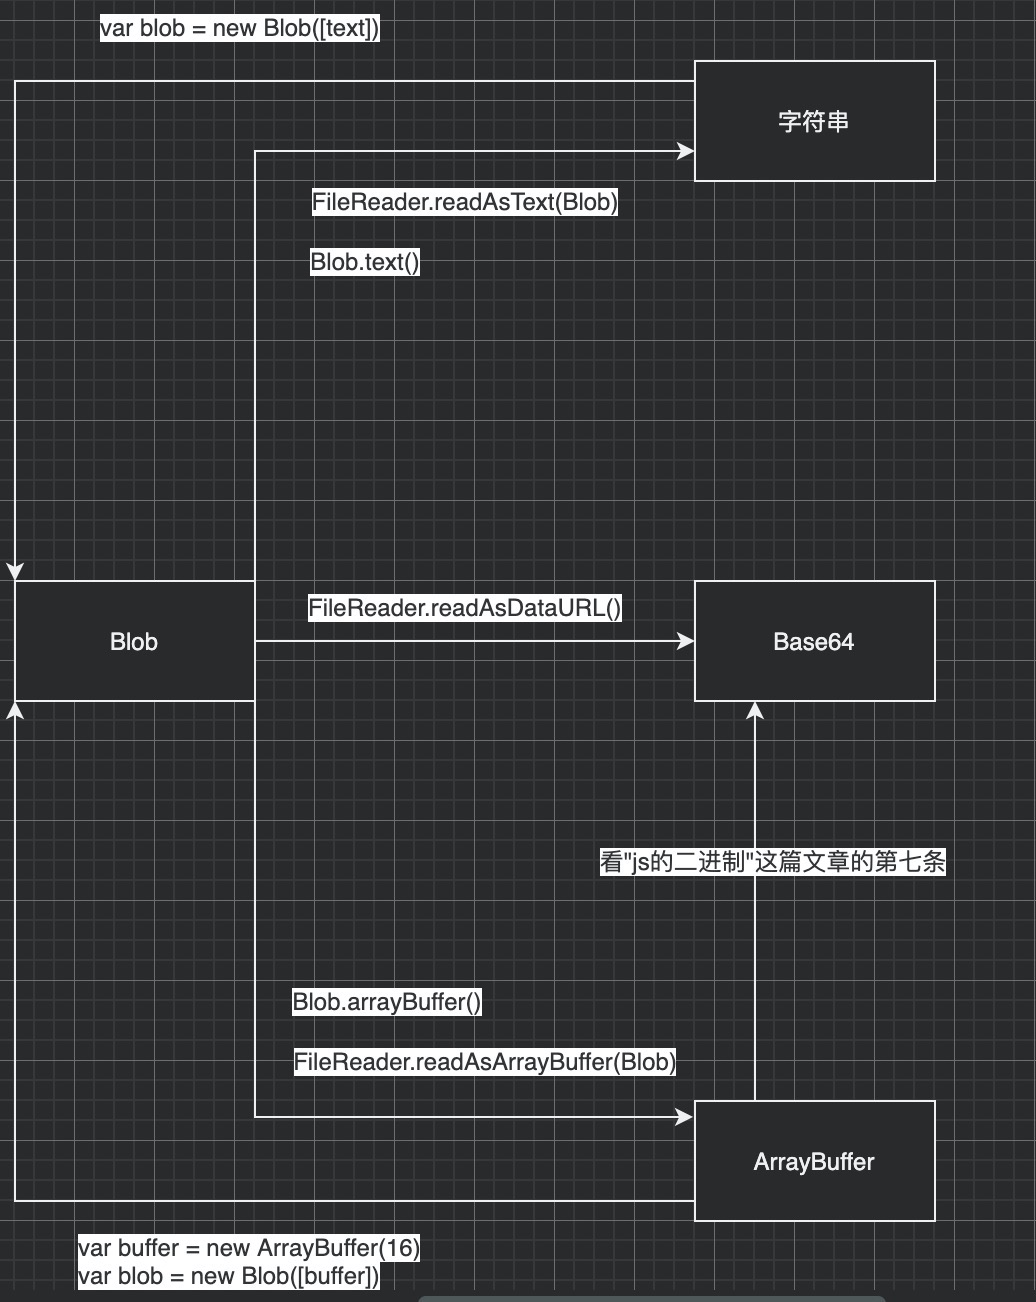 var blob = new Blob([text])
字符串
FileReader.readAsText(Blob)
Blob.text()
FileReader.readAsDataURL()
Blob
Base64
看"js的二进制"这篇文章的第七条
Blob.arrayBuffer()
FileReader.readAsArrayBuffer(Blob)
ArrayBuffer
var buffer = new ArrayBuffer(16)
var blob = new Blob([buffer])